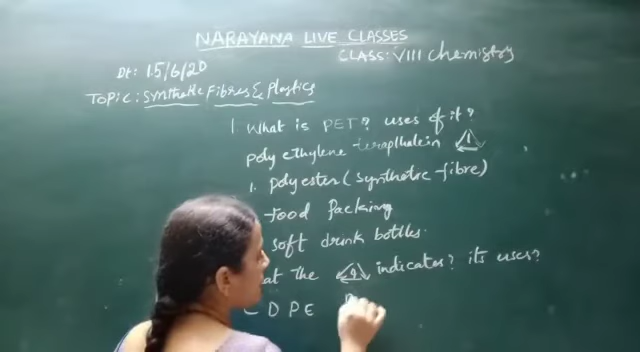 NARAYANA LIVE CLASSES
CLASS: VIII Chemistry
Dt: 15/6/20
TOPIC: Synthetic Fibres & Plastics
1 What is PET? uses of it?
poly ethylene terapthalein 1
1. polyester (synthetic fibre)
food packing
soft drink bottles.
at the indicates? its uses?
DPE